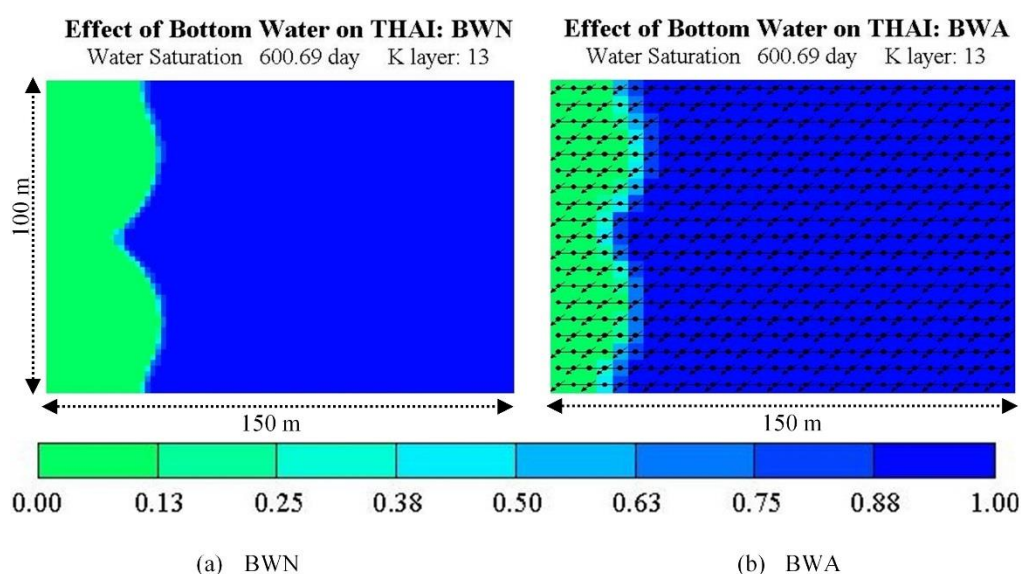 Effect of Bottom Water on THAI: BWN
Water Saturation 600.69 day K layer: 13
100 m
150 m
Effect of Bottom Water on THAI: BWA
Water Saturation 600.69 day K layer: 13
150 m
0.00 0.13 0.25 0.38 0.50 0.63 0.75 0.88 1.00
(a) BWN
(b) BWA